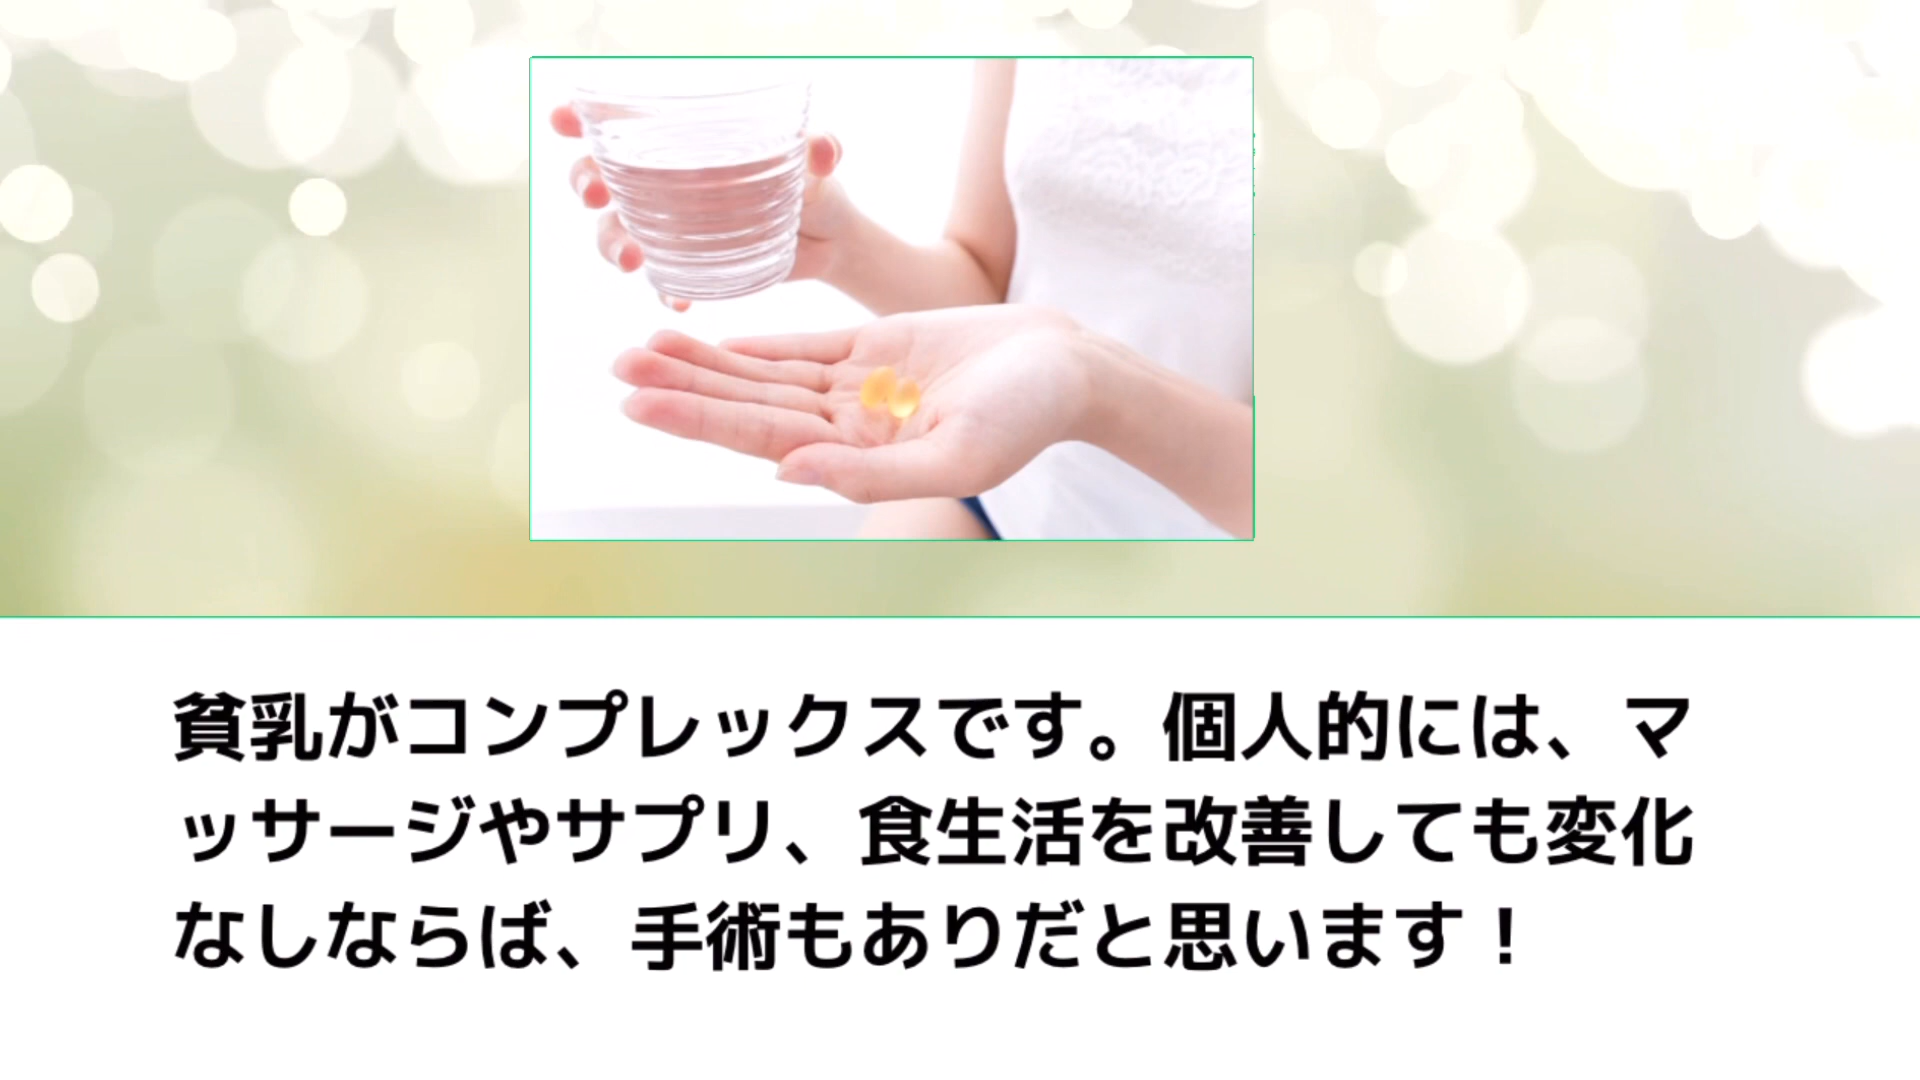 貧乳がコンプレックスです。個人的には、マ
ッサージやサプリ、食生活を改善しても変化
なしならば、手術もありだと思います！